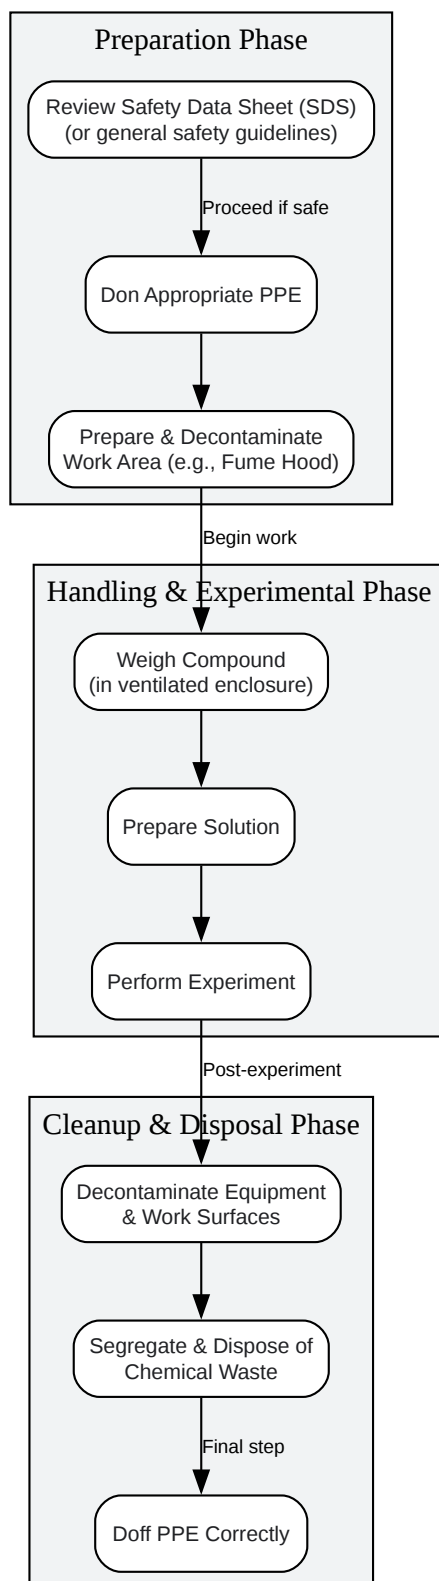 Preparation Phase
Review Safety Data Sheet (SDS)
(or general safety guidelines)
Proceed if safe
Don Appropriate PPE
Prepare & Decontaminate
Work Area (e.g., Fume Hood)
Begin work
Handling & Experimental Phase
Weigh Compound
(in ventilated enclosure)
Prepare Solution
Perform Experiment
Post-experiment
Cleanup & Disposal Phase
Decontaminate Equipment
& Work Surfaces
Segregate & Dispose of
Chemical Waste
Final step
Doff PPE Correctly